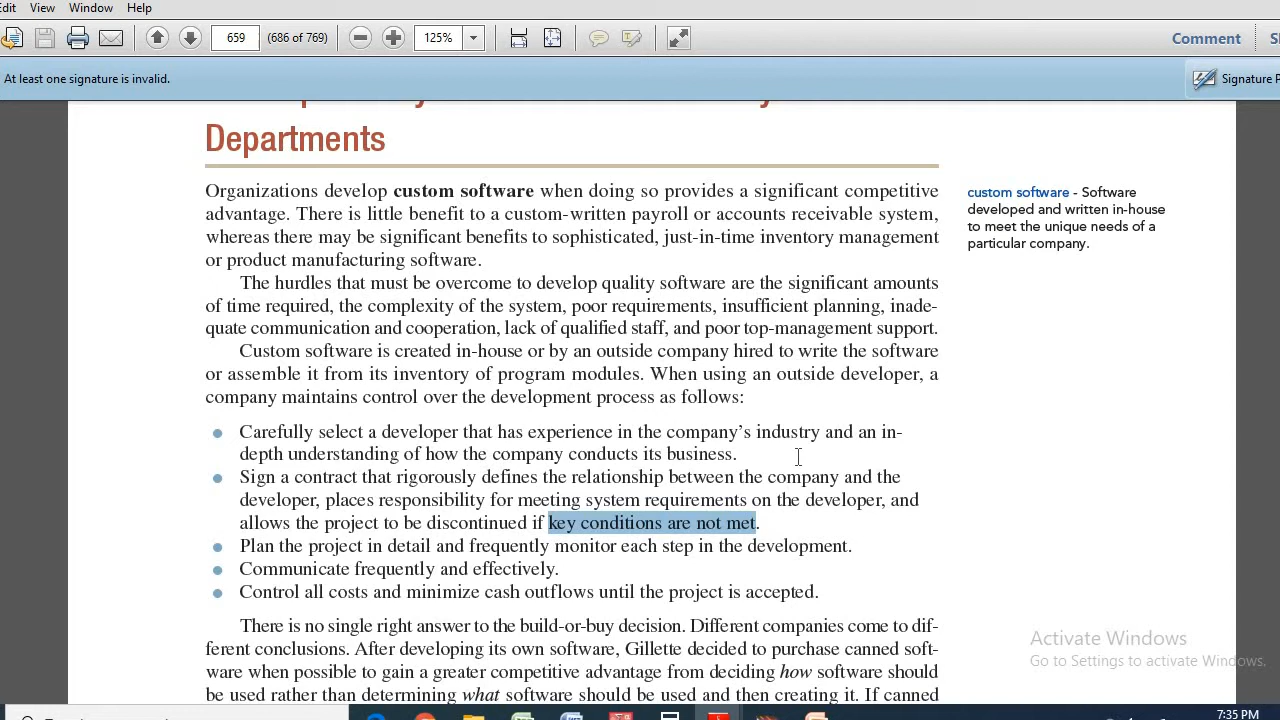 dit View Window Help
659 (686 of 769) 125% Comment
At least one signature is invalid. Signature P
Departments
Organizations develop custom software when doing so provides a significant competitive
advantage. There is little benefit to a custom-written payroll or accounts receivable system,
whereas there may be significant benefits to sophisticated, just-in-time inventory management
or product manufacturing software.
The hurdles that must be overcome to develop quality software are the significant amounts
of time required, the complexity of the system, poor requirements, insufficient planning, inade-
quate communication and cooperation, lack of qualified staff, and poor top-management support.
Custom software is created in-house or by an outside company hired to write the software
or assemble it from its inventory of program modules. When using an outside developer, a
company maintains control over the development process as follows:
● Carefully select a developer that has experience in the company's industry and an in-
depth understanding of how the company conducts its business.
● Sign a contract that rigorously defines the relationship between the company and the
developer, places responsibility for meeting system requirements on the developer, and
allows the project to be discontinued if key conditions are not met.
● Plan the project in detail and frequently monitor each step in the development.
● Communicate frequently and effectively.
● Control all costs and minimize cash outflows until the project is accepted.
There is no single right answer to the build-or-buy decision. Different companies come to dif-
ferent conclusions. After developing its own software, Gillette decided to purchase canned soft-
ware when possible to gain a greater competitive advantage from deciding how software should
be used rather than determining what software should be used and then creating it. If canned
custom software - Software
developed and written in-house
to meet the unique needs of a
particular company.
Activate Windows
Go to Settings to activate Windows.
7:35 PM